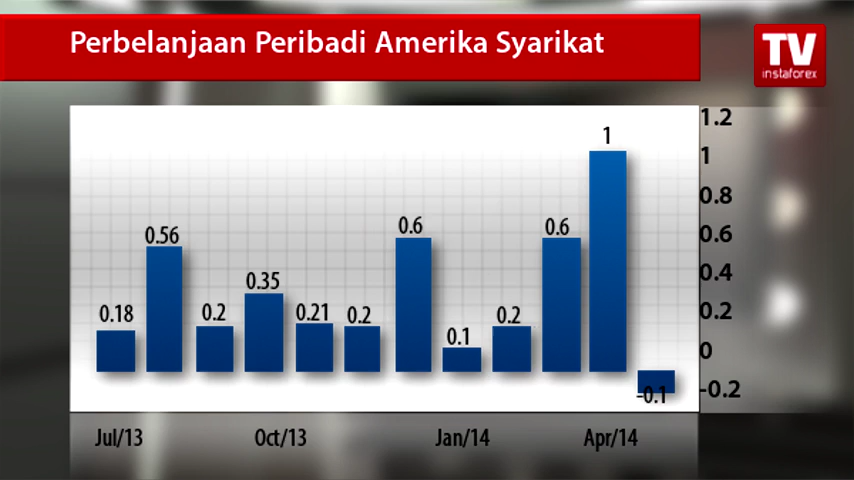 Perbelanjaan Peribadi Amerika Syarikat
TV
instaforex
1.2
1
0.8
0.6
0.4
0.2
0
-0.2
0.18
0.56
0.2
0.35
0.21
0.2
0.6
0.1
0.2
0.6
1
-0.1
Jul/13
Oct/13
Jan/14
Apr/14